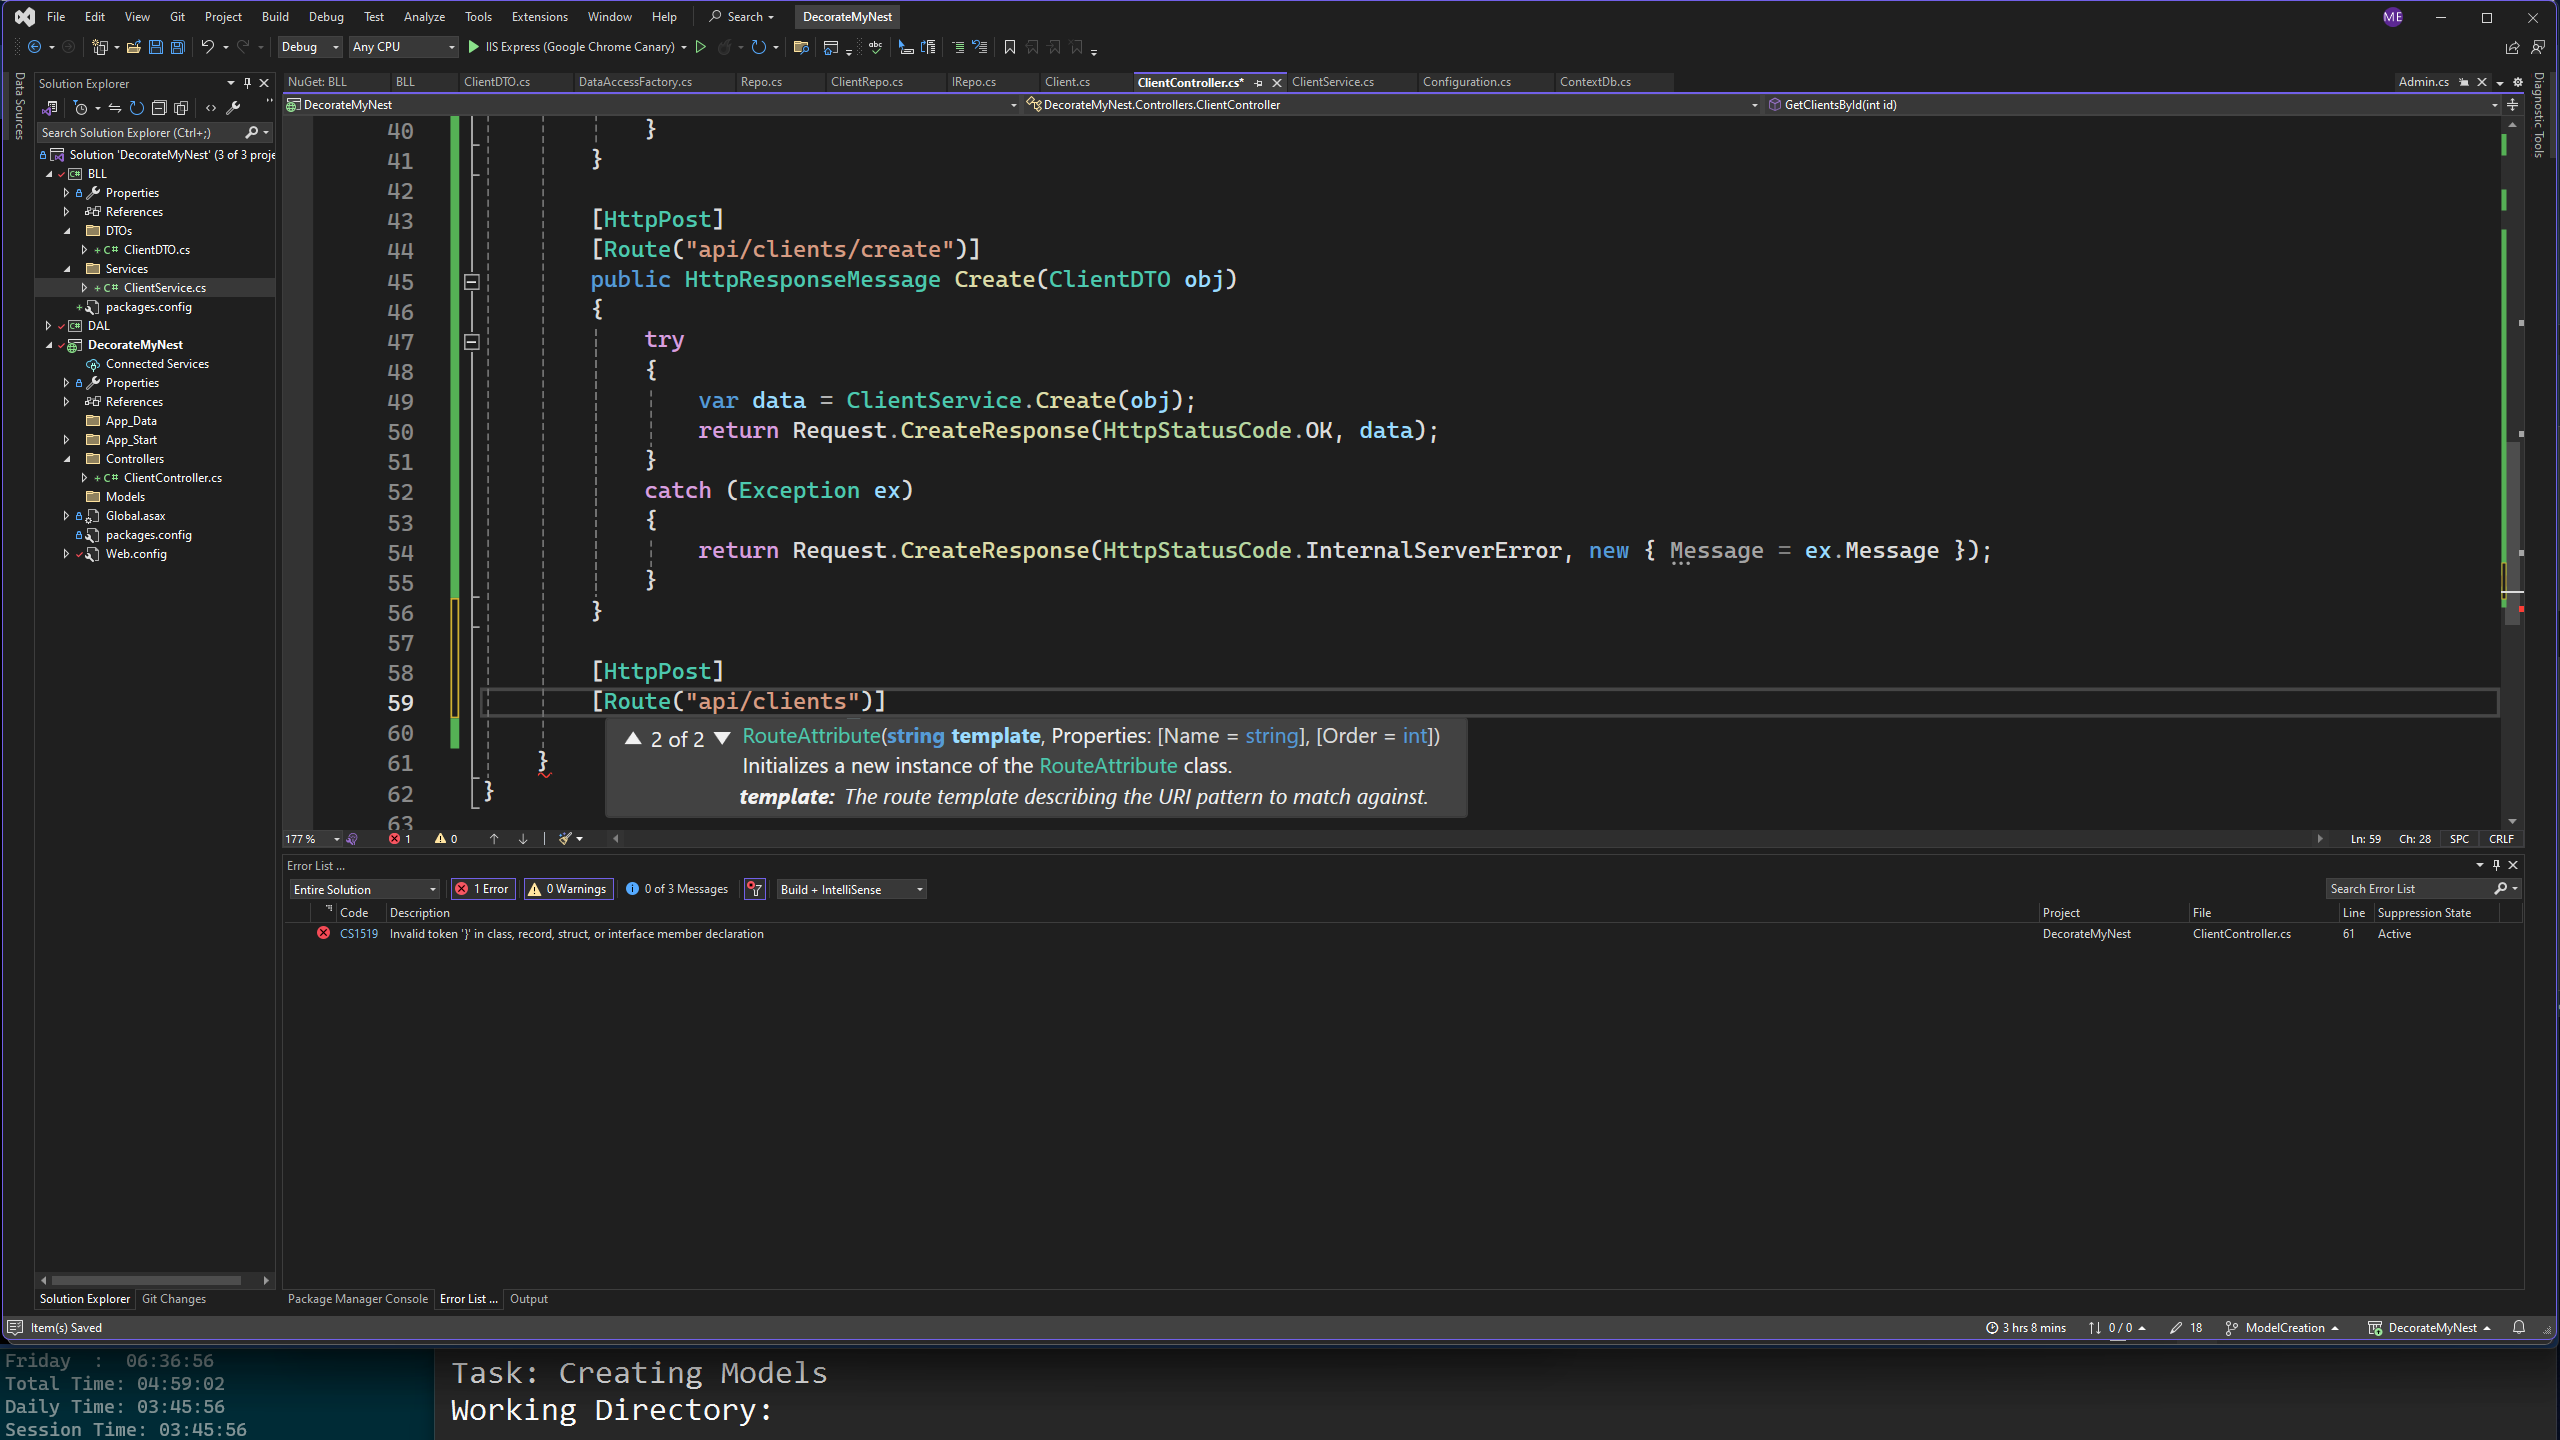 File Edit View Git Project Build Debug Test Analyze Tools Extensions Window Help Search DecorateMyNest ME
Debug Any CPU IIS Express (Google Chrome Canary)
Data Sources
Solution Explorer
Search Solution Explorer (Ctrl+;)
Solution 'DecorateMyNest' (3 of 3 proje
BLL
Properties
References
DTOs
C# ClientDTO.cs
Services
C# ClientService.cs
packages.config
DAL
DecorateMyNest
Connected Services
Properties
References
App_Data
App_Start
Controllers
C# ClientController.cs
Models
Global.asax
packages.config
Web.config
Solution Explorer Git Changes
NuGet: BLL BLL ClientDTO.cs DataAccessFactory.cs Repo.cs ClientRepo.cs IRepo.cs Client.cs ClientController.cs* ClientService.cs Configuration.cs ContextDb.cs Admin.cs
DecorateMyNest DecorateMyNest.Controllers.ClientController GetClientsById(int id)
Diagnostic Tools
40 }
41 }
42
43 [HttpPost]
44 [Route("api/clients/create")]
45 public HttpResponseMessage Create(ClientDTO obj)
46 {
47 try
48 {
49 var data = ClientService.Create(obj);
50 return Request.CreateResponse(HttpStatusCode.OK, data);
51 }
52 catch (Exception ex)
53 {
54 return Request.CreateResponse(HttpStatusCode.InternalServerError, new { Message = ex.Message });
55 }
56 }
57
58 [HttpPost]
59 [Route("api/clients")]
60
61 }
62 }
63
2 of 2 RouteAttribute(string template, Properties: [Name = string], [Order = int])
Initializes a new instance of the RouteAttribute class.
template: The route template describing the URI pattern to match against.
177 % 1 0 Ln: 59 Ch: 28 SPC CRLF
Error List ...
Entire Solution 1 Error 0 Warnings 0 of 3 Messages Build + IntelliSense Search Error List
Code Description Project File Line Suppression State
CS1519 Invalid token '}' in class, record, struct, or interface member declaration DecorateMyNest ClientController.cs 61 Active
Package Manager Console Error List ... Output
Item(s) Saved 3 hrs 8 mins 0 / 0 18 ModelCreation DecorateMyNest
Friday : 06:36:56
Total Time: 04:59:02
Daily Time: 03:45:56
Session Time: 03:45:56
Task: Creating Models
Working Directory: